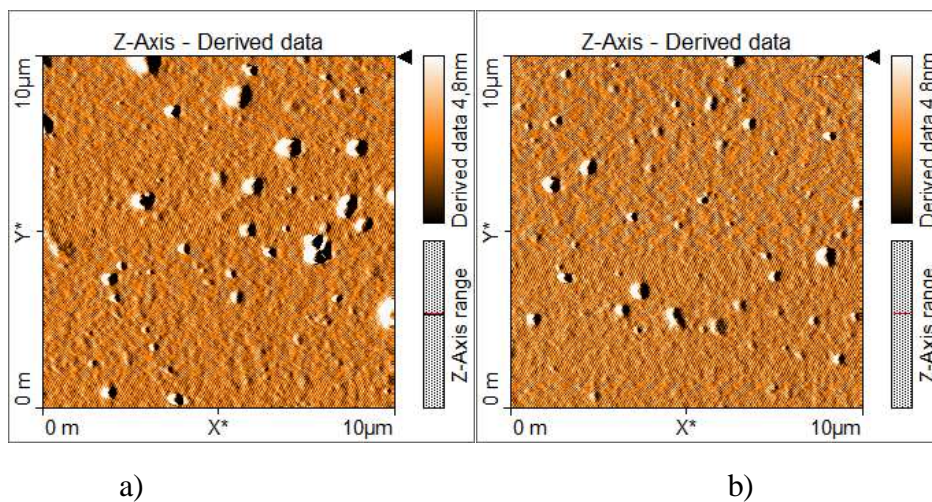 Z-Axis - Derived data
10µm
Y*
0 m
0 m
X*
10µm
Derived data 4,8nm
Z-Axis range
Z-Axis - Derived data
10µm
Y*
0 m
0 m
X*
10µm
Derived data 4,8nm
Z-Axis range
a)
b)